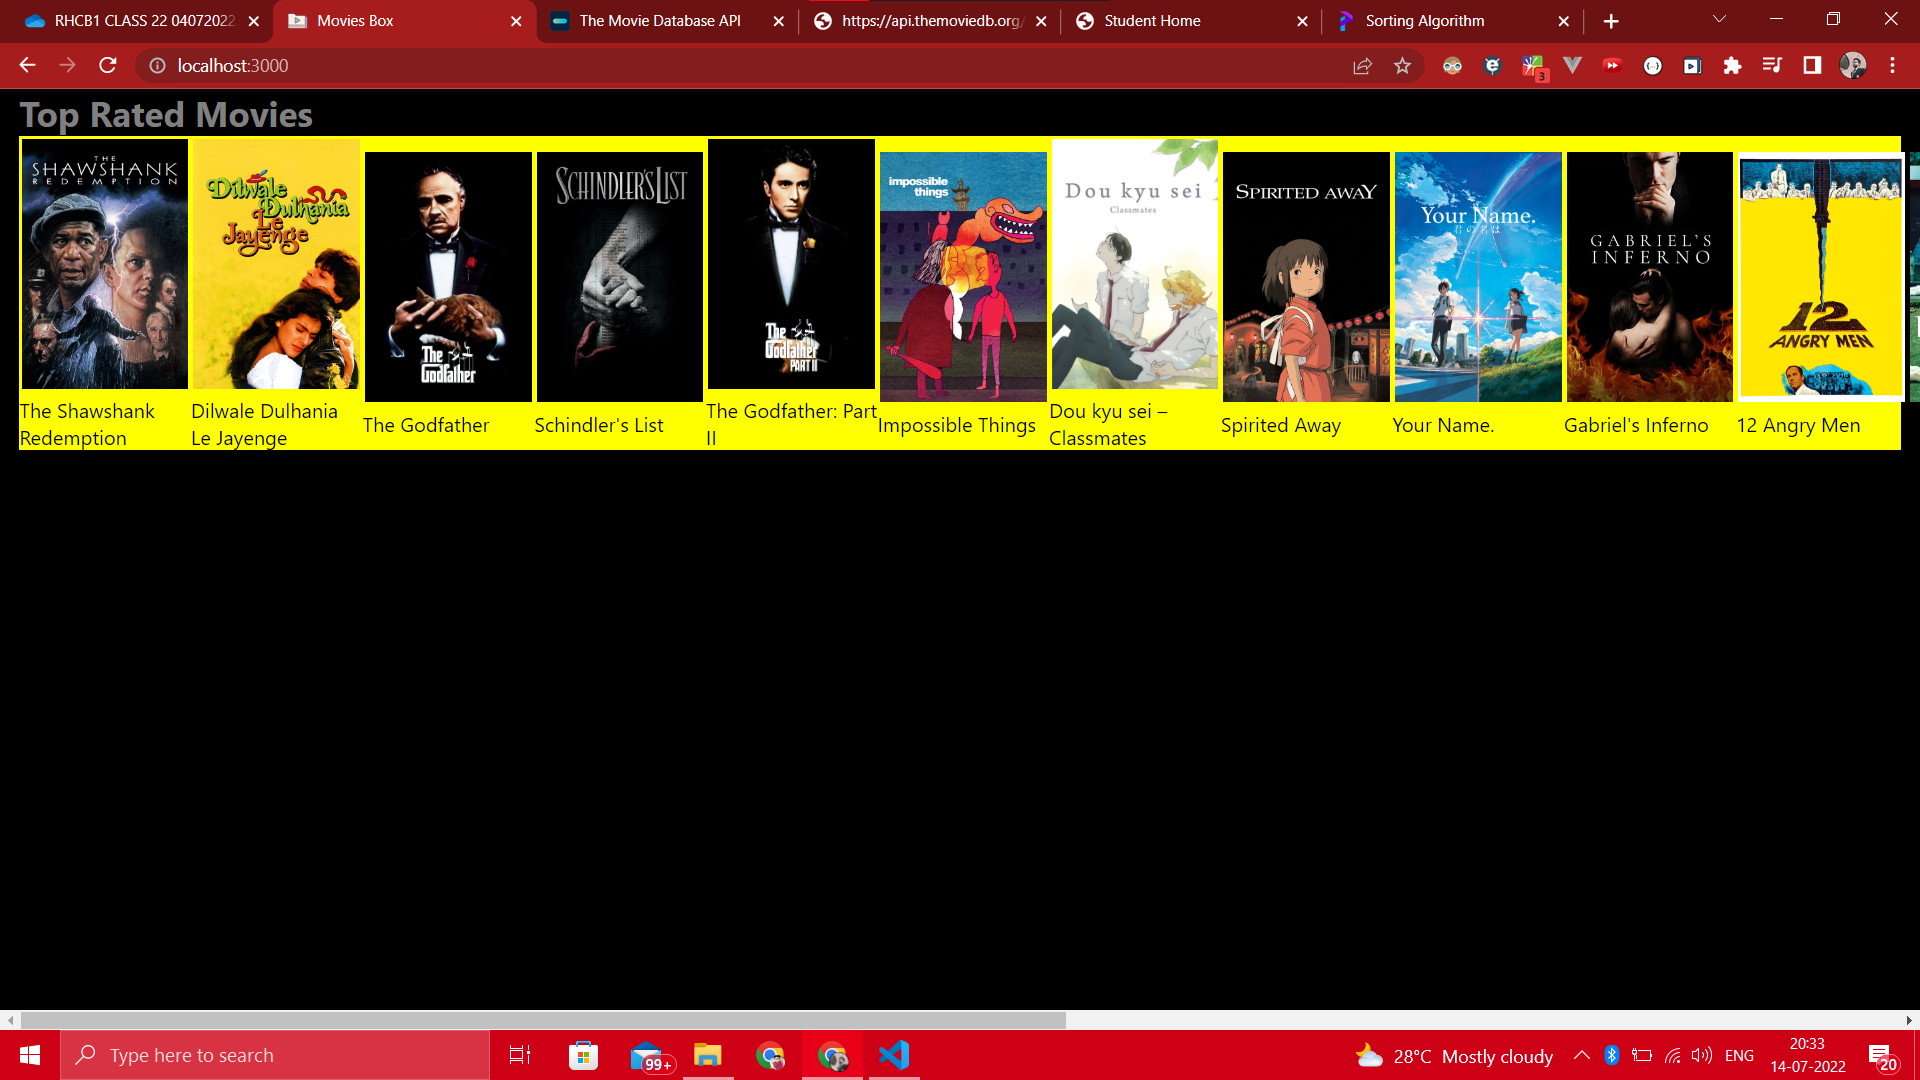 RHCB1 CLASS 22 04072022
Movies Box
The Movie Database API
https://api.themoviedb.org/
Student Home
Sorting Algorithm
localhost:3000
3
Top Rated Movies
THE
SHAWSHANK
REDEMPTION
Dilwale
Dulhania
Le
Jayenge
The
Godfather
SCHINDLER'S LIST
The
Godfather
PART II
impossible
things
Dou kyu sei
Classmates
SPIRITED AWAY
Your Name.
君の名は
GABRIEL'S
INFERNO
12
ANGRY MEN
The Shawshank
Redemption
Dilwale Dulhania
Le Jayenge
The Godfather
Schindler's List
The Godfather: Part
II
Impossible Things
Dou kyu sei –
Classmates
Spirited Away
Your Name.
Gabriel's Inferno
12 Angry Men
Type here to search
99+
28°C Mostly cloudy
ENG
20:33
14-07-2022
20